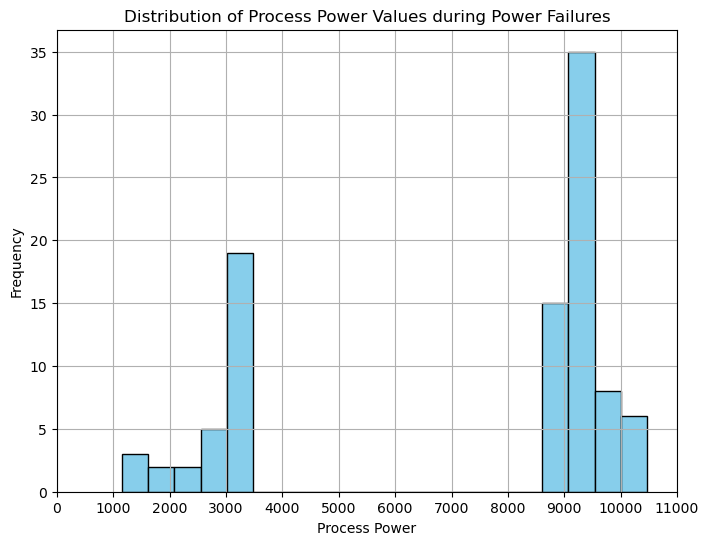 Distribution of Process Power Values during Power Failures
35
30
25
20
15
10
5
0
Frequency
0 1000 2000 3000 4000 5000 6000 7000 8000 9000 10000 11000
Process Power